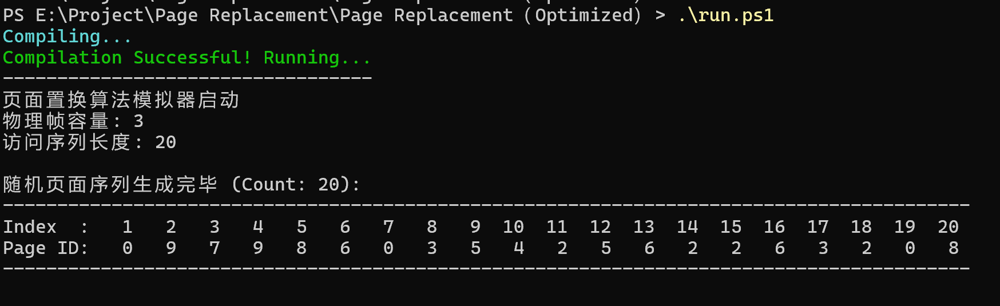 PS E:\Project\Page Replacement\Page Replacement（Optimized）> .\run.ps1
Compiling...
Compilation Successful! Running...
----------------------------------
页面置换算法模拟器启动
物理帧容量: 3
访问序列长度: 20
随机页面序列生成完毕 (Count: 20):
-----------------------------------------------------------------------------------------
Index  :   1   2   3   4   5   6   7   8   9  10  11  12  13  14  15  16  17  18  19  20
Page ID:   0   9   7   9   8   6   0   3   5   4   2   5   6   2   2   6   3   2   0   8
-----------------------------------------------------------------------------------------